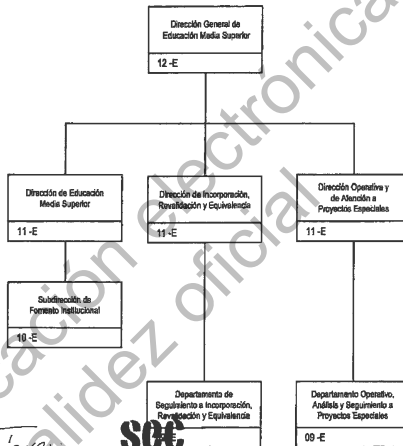 Dirección General de
Educación Media Superior
12 -E
Dirección de Educación
Media Superior
11 -E
Dirección de Incorporación,
Revalidación y Equivalencia
11 -E
Dirección Operativa y
de Atención a
Proyectos Especiales
11 -E
Subdirección de
Fomento Institucional
10 -E
Departamento de
Seguimiento a Incorporación,
Revalidación y Equivalencia
-E
Departamento Operativo,
Análisis y Seguimiento a
Proyectos Especiales
09 -E
electrónica
oficial